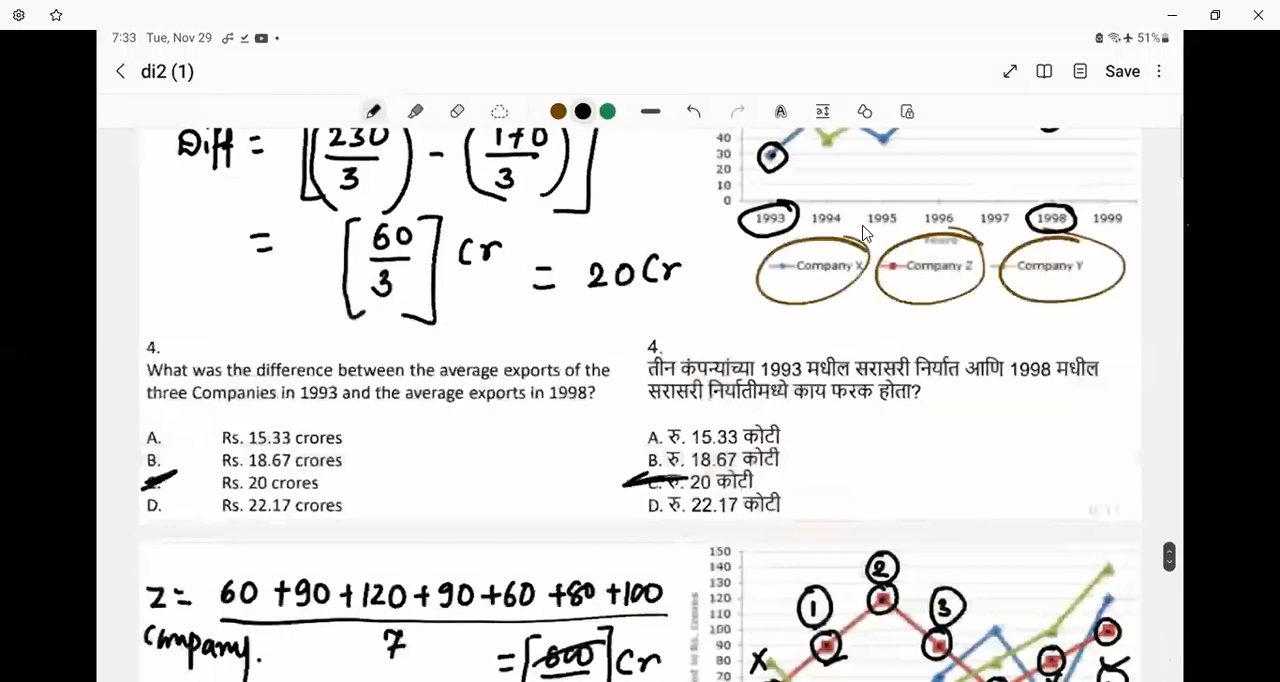 7:33 Tue, Nov 29
51%
di2 (1)
Save
Diff = [(230/3) - (170/3)]
= [60/3] Cr = 20 Cr
40
30
20
10
0
1993 1994 1995 1996 1997 1998 1999
Years
Company X Company Z Company Y
4.
What was the difference between the average exports of the
three Companies in 1993 and the average exports in 1998?
A. Rs. 15.33 crores
B. Rs. 18.67 crores
Rs. 20 crores
D. Rs. 22.17 crores
4.
तीन कंपन्यांच्या 1993 मधील सरासरी निर्यात आणि 1998 मधील
सरासरी निर्यातीमध्ये काय फरक होता?
A. रु. 15.33 कोटी
B. रु. 18.67 कोटी
C. रु. 20 कोटी
D. रु. 22.17 कोटी
Z = 60 +90 +120 +90 +60 +80 +100
Company. 7
= [600] Cr
150
140
130
120
110
100
90
80
70
1
2
3
X